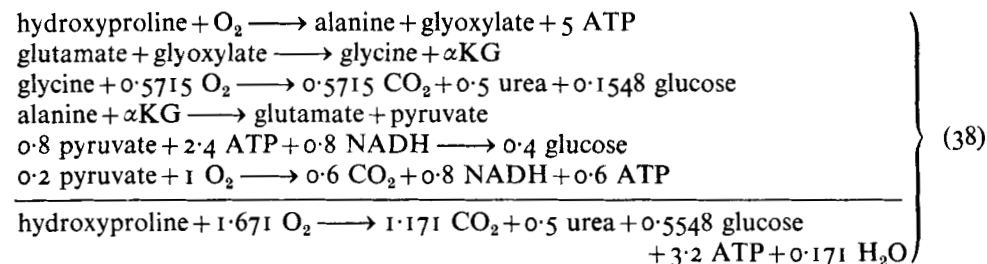 hydroxyproline+O₂⟶alanine+glyoxylate+5 ATP
glutamate+glyoxylate⟶glycine+αKG
glycine+0·5715 O₂⟶0·5715 CO₂+0·5 urea+0·1548 glucose
alanine+αKG⟶glutamate+pyruvate
0·8 pyruvate+2·4 ATP+0·8 NADH⟶0·4 glucose
0·2 pyruvate+1 O₂⟶0·6 CO₂+0·8 NADH+0·6 ATP
hydroxyproline+1·671 O₂⟶1·171 CO₂+0·5 urea+0·5548 glucose
+3·2 ATP+0·171 H₂O
(38)